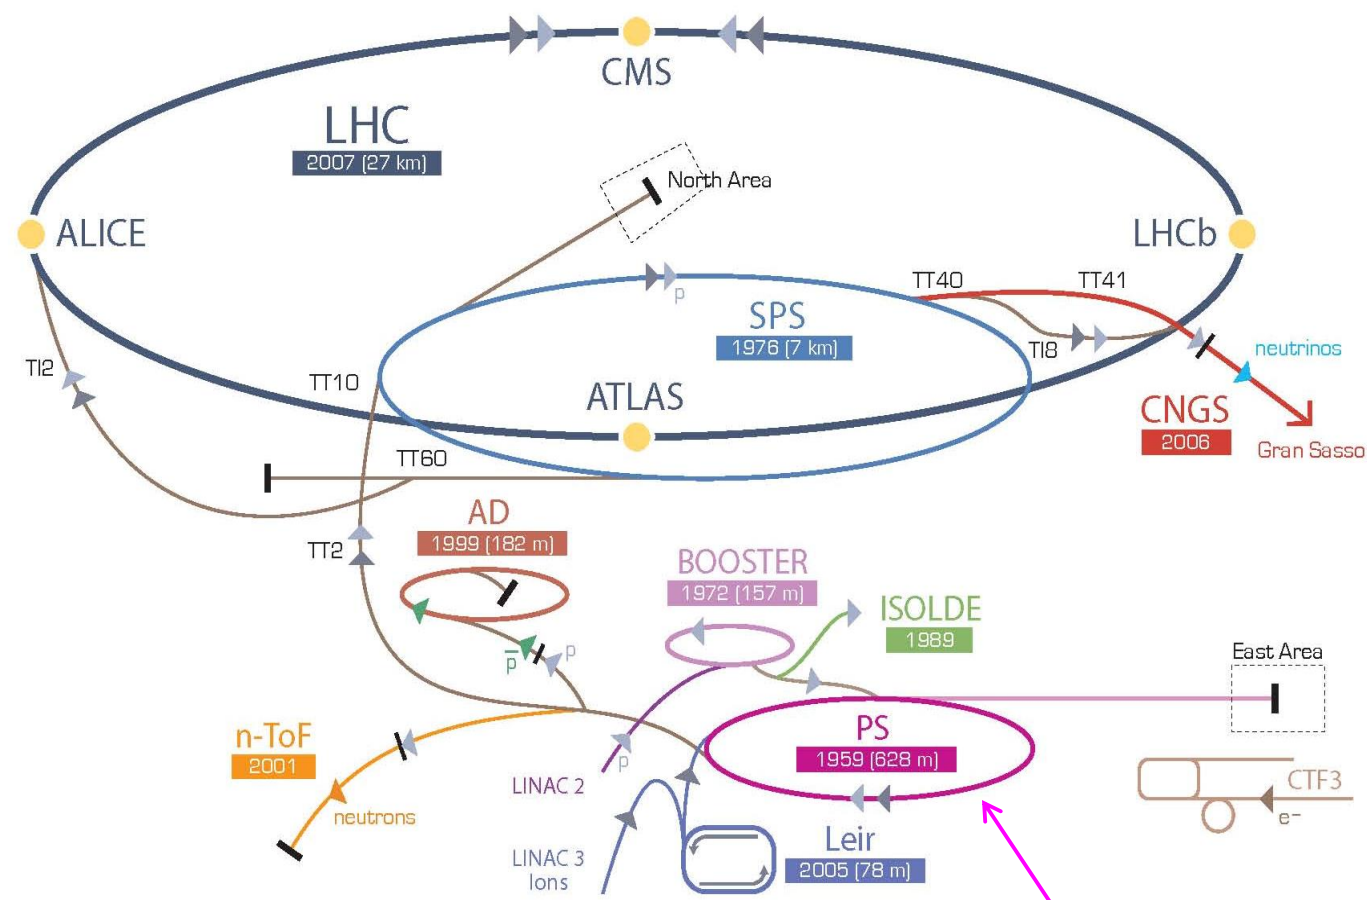 CMS
LHC
2007 (27 km)
North Area
ALICE
LHCb
TT40
TT41
p
SPS
1976 (7 km)
TI8
neutrinos
TI2
TT10
ATLAS
CNGS
2006
Gran Sasso
TT60
AD
1999 (182 m)
TT2
BOOSTER
1972 (157 m)
ISOLDE
1989
p̅
p
East Area
n-ToF
2001
PS
1959 (628 m)
p
LINAC 2
neutrons
CTF3
e-
LINAC 3
Ions
Leir
2005 (78 m)